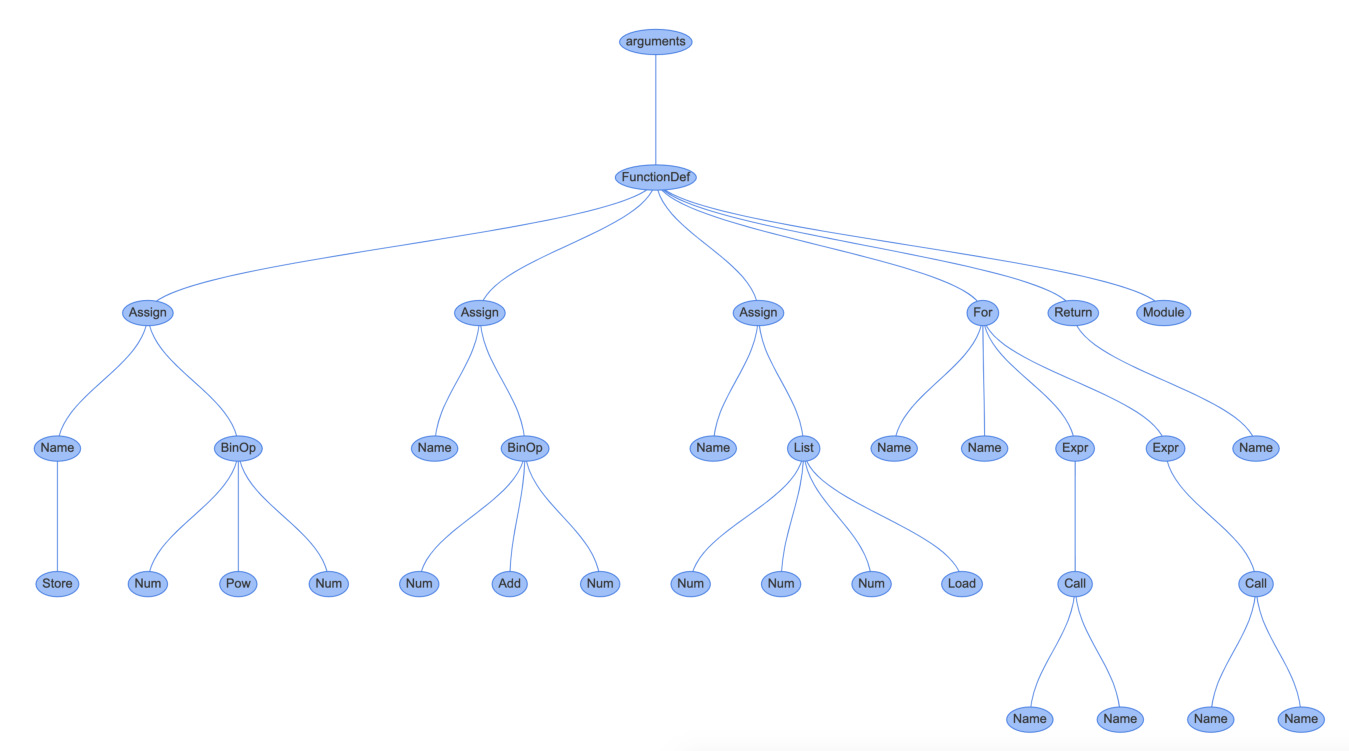 arguments
FunctionDef
Assign Assign Assign For Return Module
Name BinOp Name BinOp Name List Name Name Expr Expr Name
Store Num Pow Num Num Add Num Num Num Num Load Call Call
Name Name Name Name